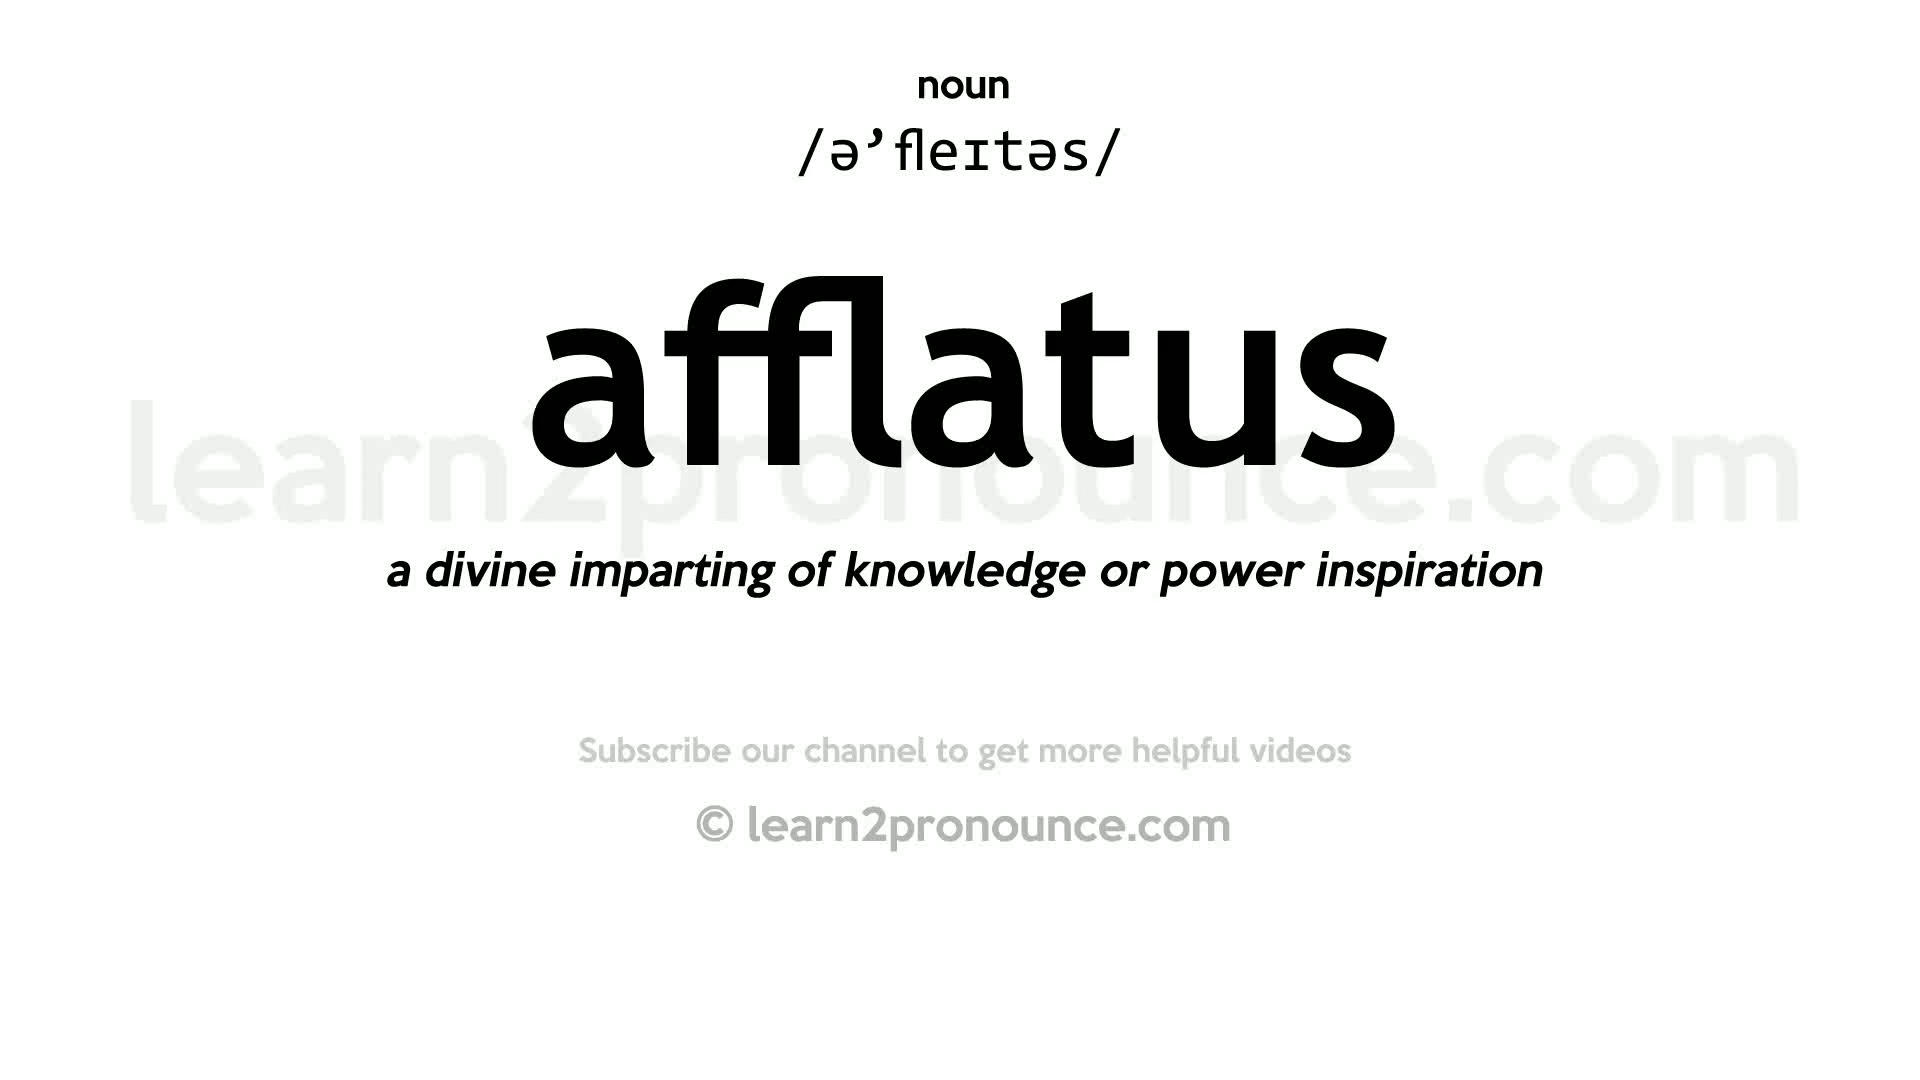 noun
/ə’fleɪtəs/
afflatus
learn2pronounce.com
a divine imparting of knowledge or power inspiration
Subscribe our channel to get more helpful videos
© learn2pronounce.com